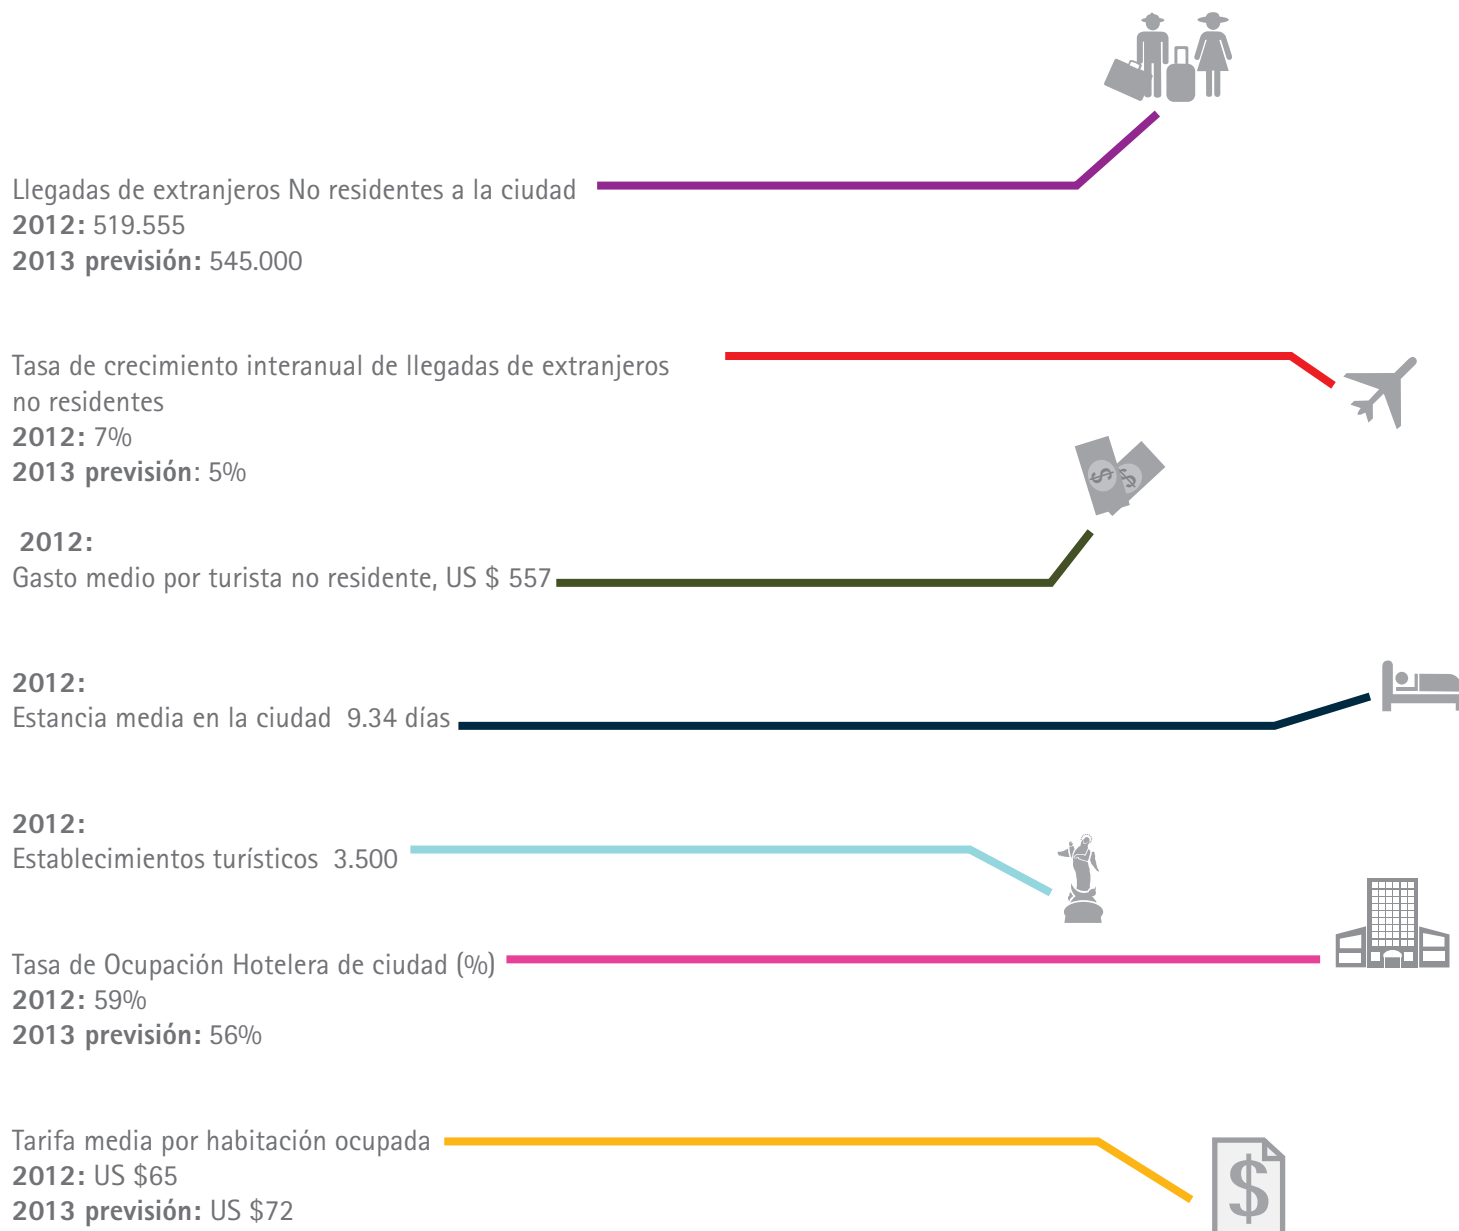 Llegadas de extranjeros No residentes a la ciudad
2012: 519.555
2013 previsión: 545.000
Tasa de crecimiento interanual de llegadas de extranjeros
no residentes
2012: 7%
2013 previsión: 5%
$ $
2012:
Gasto medio por turista no residente, US $ 557
2012:
Estancia media en la ciudad 9.34 días
2012:
Establecimientos turísticos 3.500
Tasa de Ocupación Hotelera de ciudad (%)
2012: 59%
2013 previsión: 56%
Tarifa media por habitación ocupada
2012: US $65
2013 previsión: US $72
$